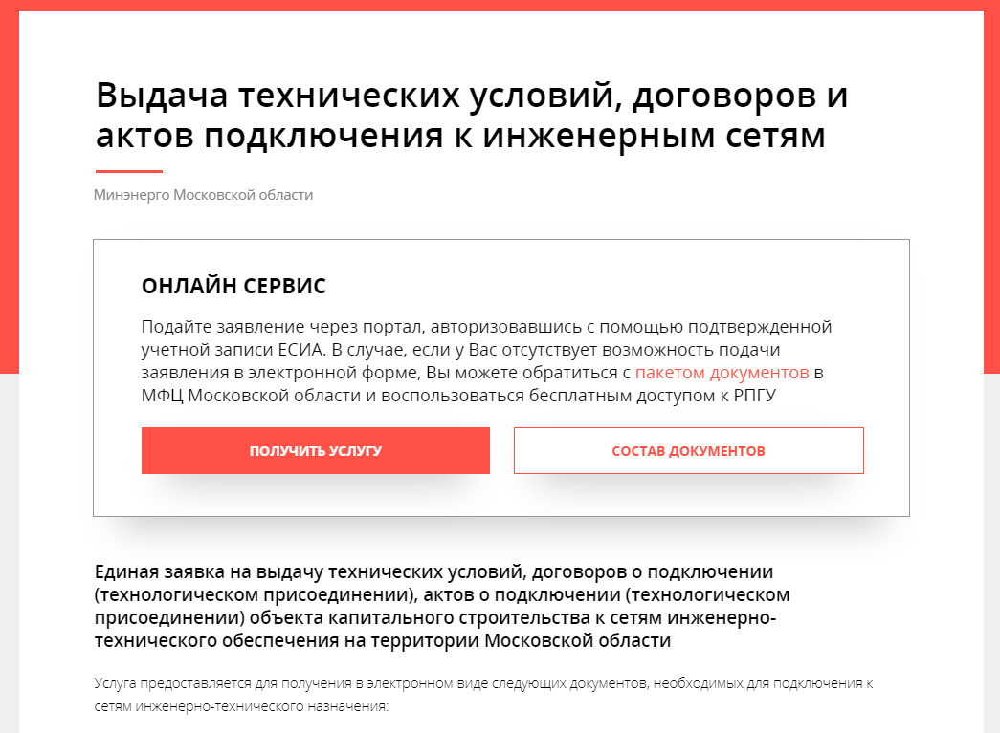 Выдача технических условий, договоров и
актов подключения к инженерным сетям
Минэнерго Московской области
ОНЛАЙН СЕРВИС
Подайте заявление через портал, авторизовавшись с помощью подтвержденной
учетной записи ЕСИА. В случае, если у Вас отсутствует возможность подачи
заявления в электронной форме, Вы можете обратиться с пакетом документов в
МФЦ Московской области и воспользоваться бесплатным доступом к РПГУ
ПОЛУЧИТЬ УСЛУГУ
СОСТАВ ДОКУМЕНТОВ
Единая заявка на выдачу технических условий, договоров о подключении
(технологическом присоединении), актов о подключении (технологическом
присоединении) объекта капитального строительства к сетям инженерно-
технического обеспечения на территории Московской области
Услуга предоставляется для получения в электронном виде следующих документов, необходимых для подключения к
сетям инженерно-технического назначения: